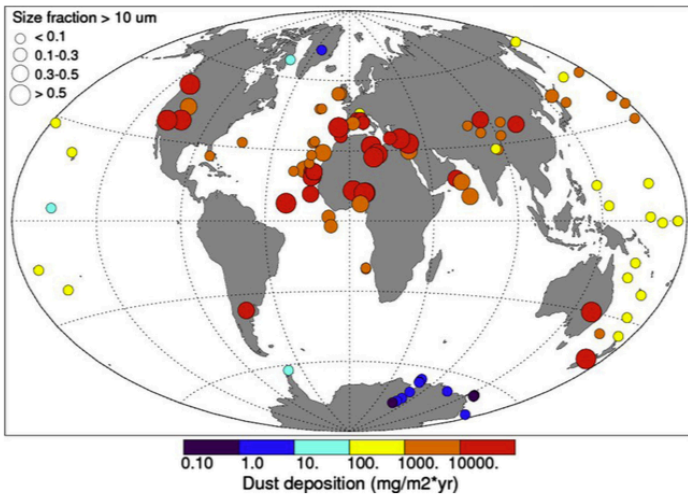 Size fraction > 10 um
< 0.1
0.1-0.3
0.3-0.5
> 0.5
0.10 1.0 10. 100. 1000. 10000.
Dust deposition (mg/m2*yr)